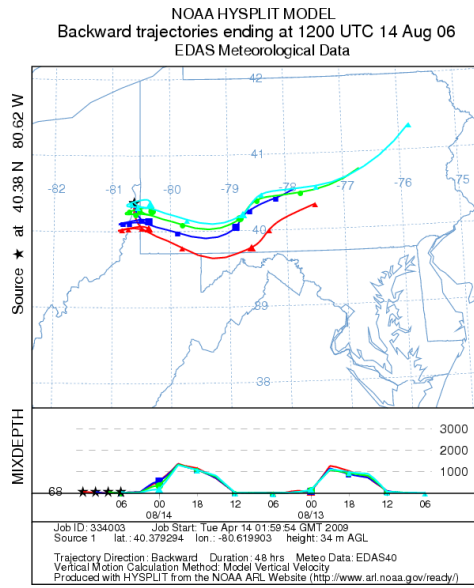 NOAA HYSPLIT MODEL
Backward trajectories ending at 1200 UTC 14 Aug 06
EDAS Meteorological Data
Source ★ at 40.38 N 80.62 W
42
41
-82
-81
-80
-79
-78
-77
-76
-75
40
39
38
MIXDEPTH
3000
2000
1000
68
06 00 18 12 06 00 18 12 06
08/14 08/13
Job ID: 334003 Job Start: Tue Apr 14 01:59:54 GMT 2009
Source 1 lat.: 40.379294 lon.: -80.619903 height: 34 m AGL
Trajectory Direction: Backward Duration: 48 hrs Meteo Data: EDAS40
Vertical Motion Calculation Method: Model Vertical Velocity
Produced with HYSPLIT from the NOAA ARL Website (http://www.arl.noaa.gov/ready/)